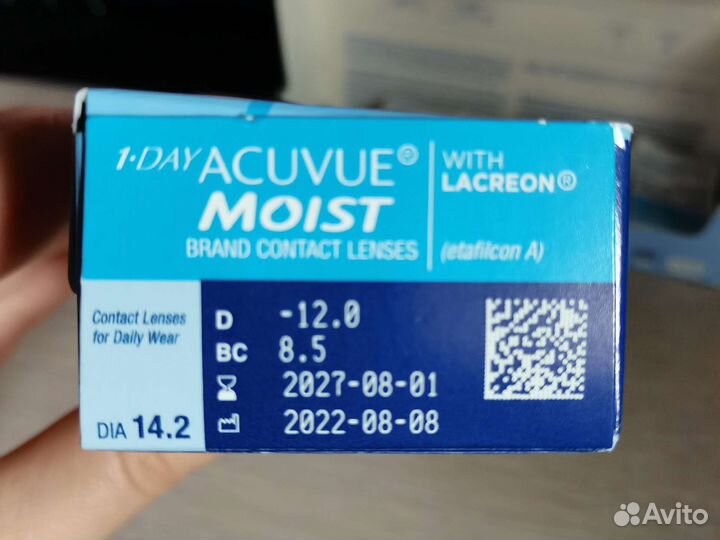 1·DAY ACUVUE®
MOIST
BRAND CONTACT LENSES
WITH
LACREON®
(etafilcon A)
Contact Lenses
for Daily Wear
DIA 14.2
D -12.0
BC 8.5
2027-08-01
2022-08-08
Avito